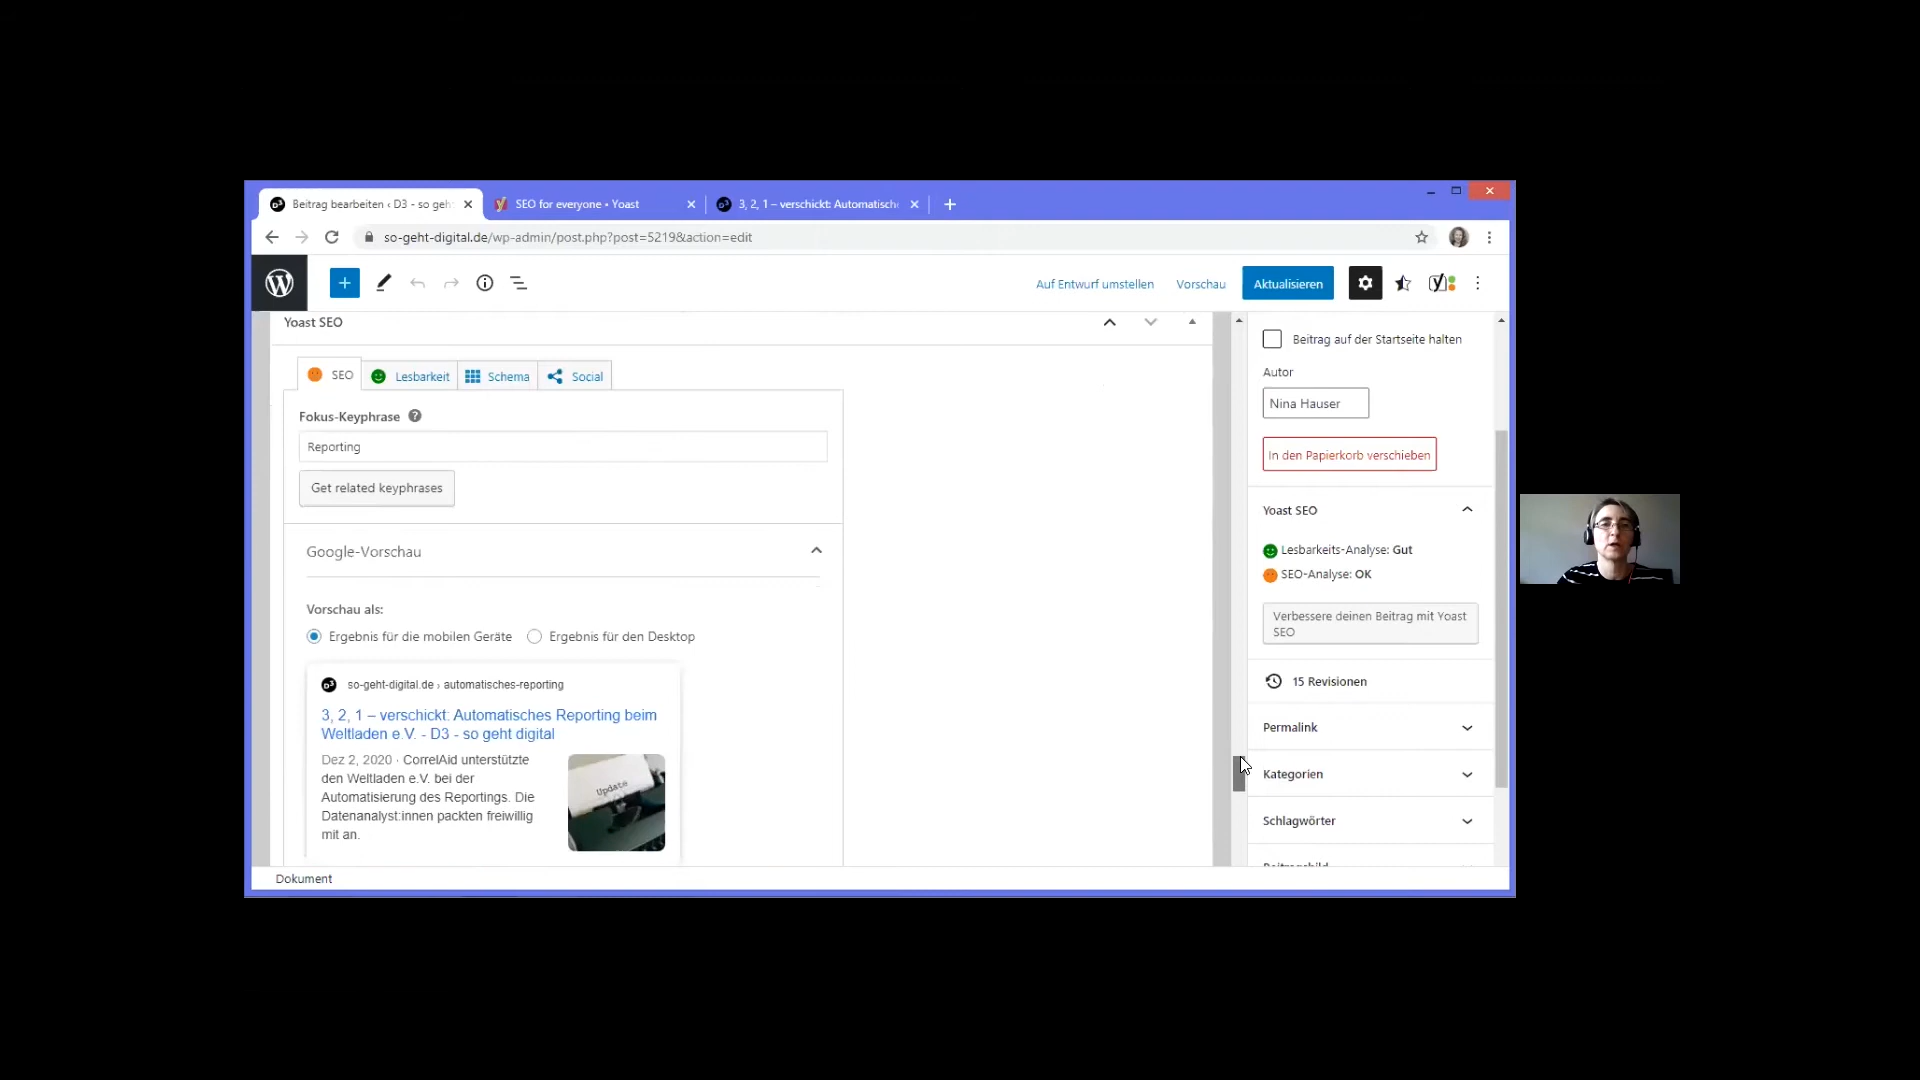 Beitrag bearbeiten ‹ D3 - so geh
SEO for everyone • Yoast
3, 2, 1 – verschickt: Automatisch
so-geht-digital.de/wp-admin/post.php?post=5219&action=edit
Auf Entwurf umstellen
Vorschau
Aktualisieren
Yoast SEO
SEO
Lesbarkeit
Schema
Social
Fokus-Keyphrase
Reporting
Get related keyphrases
Google-Vorschau
Vorschau als:
Ergebnis für die mobilen Geräte
Ergebnis für den Desktop
so-geht-digital.de › automatisches-reporting
3, 2, 1 – verschickt: Automatisches Reporting beim
Weltladen e.V. - D3 - so geht digital
Dez 2, 2020 · CorrelAid unterstützte
den Weltladen e.V. bei der
Automatisierung des Reportings. Die
Datenanalyst:innen packten freiwillig
mit an.
Update
Beitrag auf der Startseite halten
Autor
Nina Hauser
In den Papierkorb verschieben
Yoast SEO
Lesbarkeits-Analyse: Gut
SEO-Analyse: OK
Verbessere deinen Beitrag mit Yoast
SEO
15 Revisionen
Permalink
Kategorien
Schlagwörter
Dokument